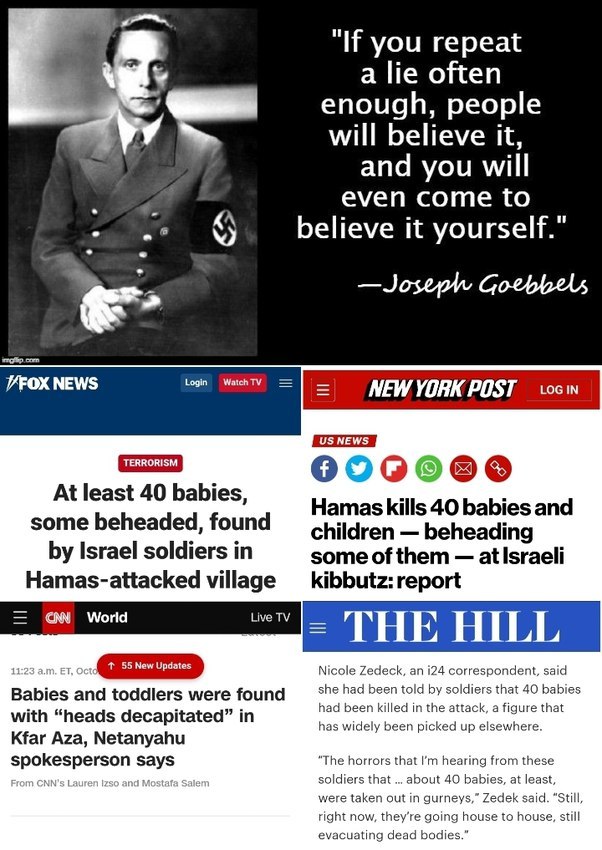 "If you repeat
a lie often
enough, people
will believe it,
and you will
even come to
believe it yourself."
—Joseph Goebbels
imgflip.com
FOX NEWS
Login
Watch TV
TERRORISM
At least 40 babies,
some beheaded, found
by Israel soldiers in
Hamas-attacked village
NEW YORK POST
LOG IN
US NEWS
Hamas kills 40 babies and
children — beheading
some of them — at Israeli
kibbutz: report
CNN World
Live TV
↑ 55 New Updates
11:23 a.m. ET, Octo
Babies and toddlers were found
with “heads decapitated” in
Kfar Aza, Netanyahu
spokesperson says
From CNN's Lauren Izso and Mostafa Salem
THE HILL
Nicole Zedeck, an i24 correspondent, said
she had been told by soldiers that 40 babies
had been killed in the attack, a figure that
has widely been picked up elsewhere.
"The horrors that I'm hearing from these
soldiers that ... about 40 babies, at least,
were taken out in gurneys," Zedek said. "Still,
right now, they're going house to house, still
evacuating dead bodies."